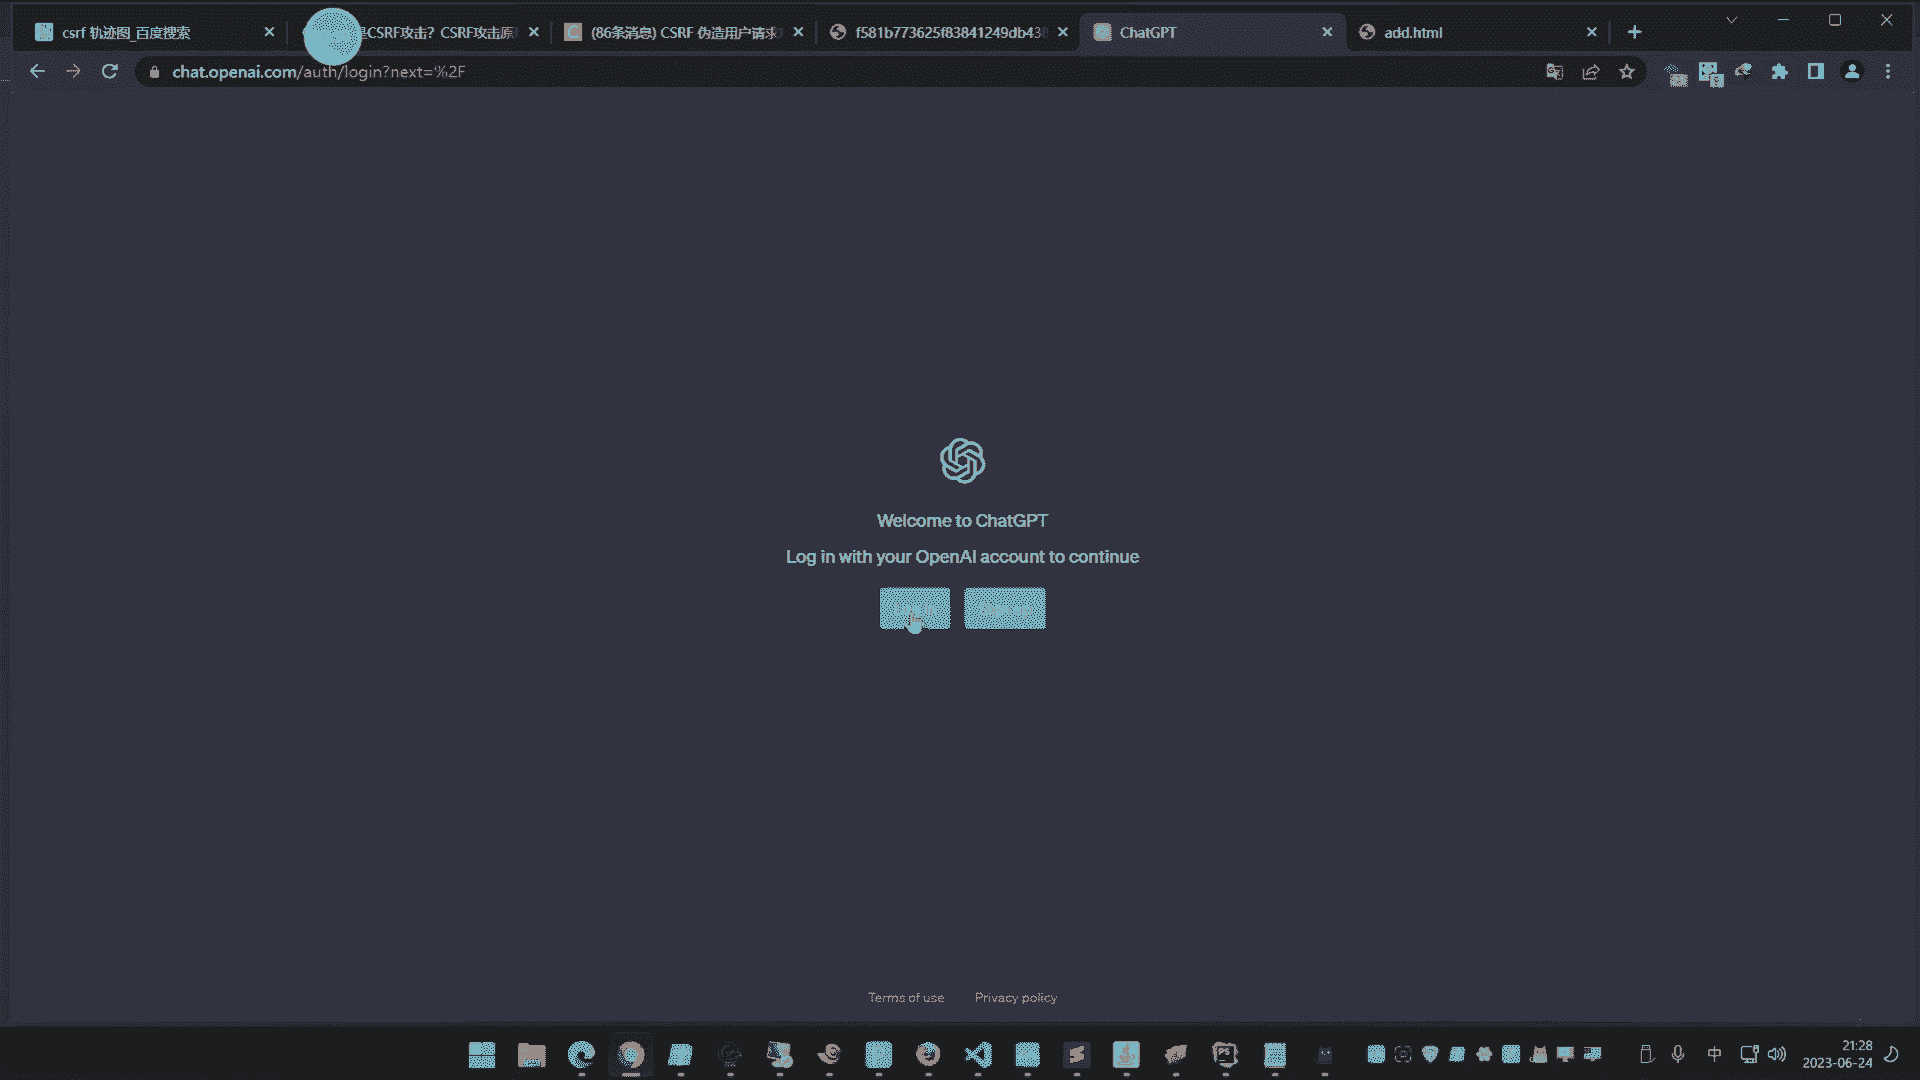 csrf 轨迹图_百度搜索
是CSRF攻击？CSRF攻击原
(86条消息) CSRF 伪造用户请求
f581b773625f83841249db438
ChatGPT
add.html
chat.openai.com/auth/login?next=%2F
Welcome to ChatGPT
Log in with your OpenAI account to continue
Terms of use
Privacy policy
PS
中
21:28
2023-06-24